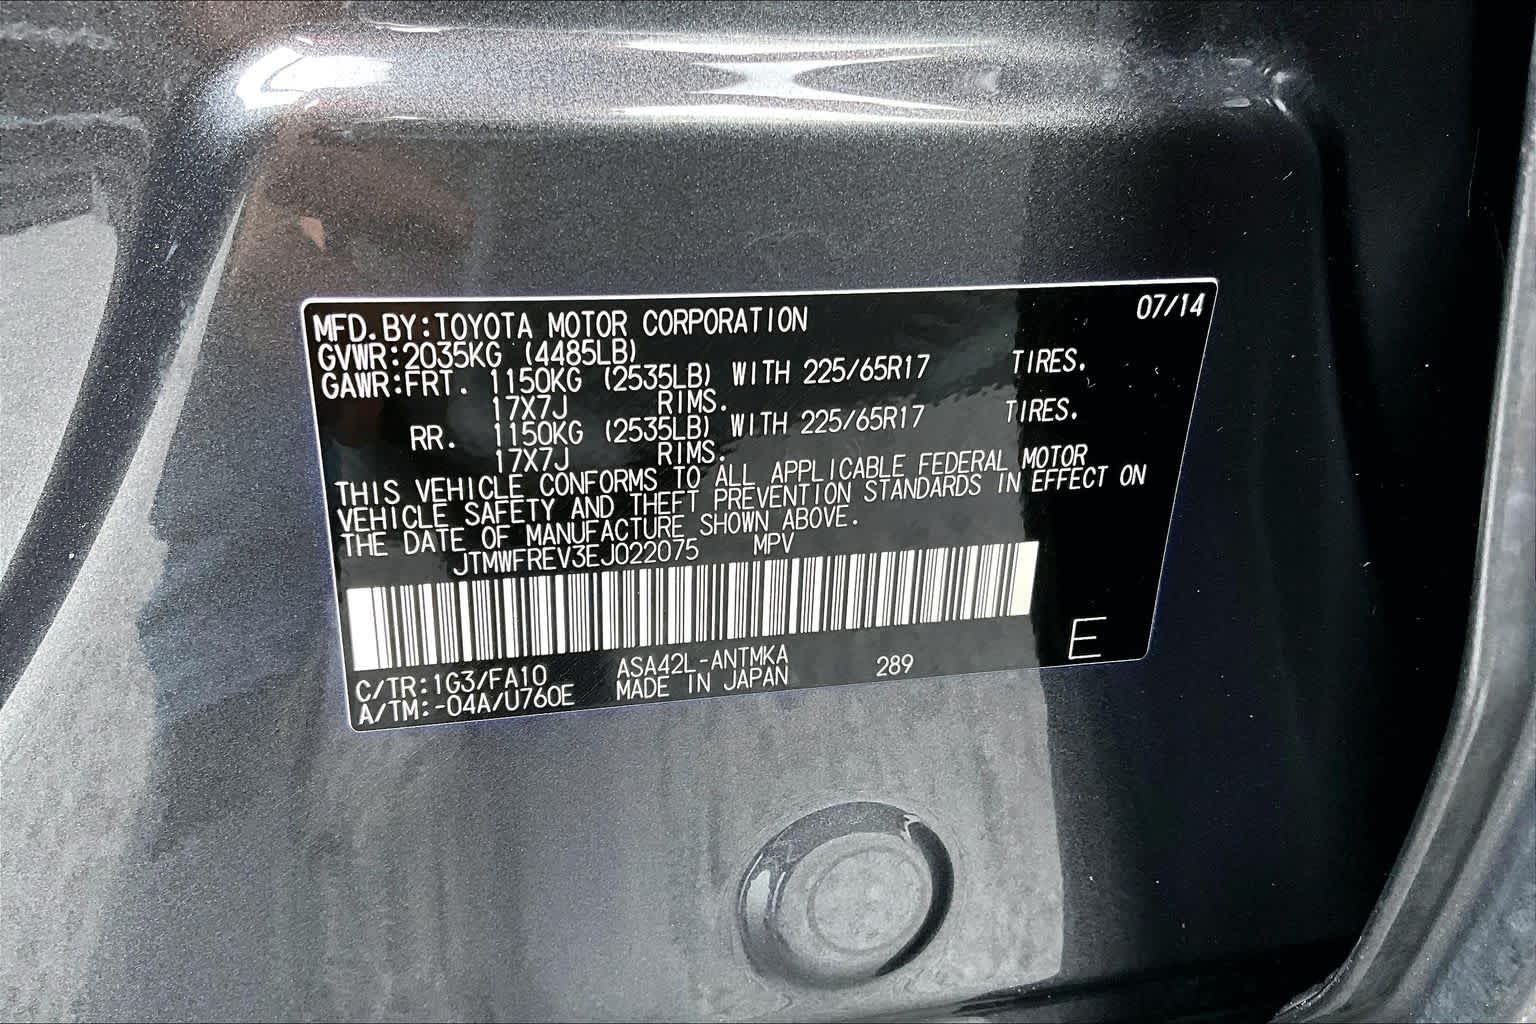 MFD.BY:TOYOTA MOTOR CORPORATION 07/14
GVWR:2035KG (4485LB)
GAWR:FRT. 1150KG (2535LB) WITH 225/65R17 TIRES.
17X7J RIMS.
RR. 1150KG (2535LB) WITH 225/65R17 TIRES.
17X7J RIMS.
THIS VEHICLE CONFORMS TO ALL APPLICABLE FEDERAL MOTOR
VEHICLE SAFETY AND THEFT PREVENTION STANDARDS IN EFFECT ON
THE DATE OF MANUFACTURE SHOWN ABOVE.
JTMWFREV3EJ022075 MPV
C/TR:1G3/FA10 ASA42L-ANTMKA 289 E
A/TM:-04A/U760E MADE IN JAPAN